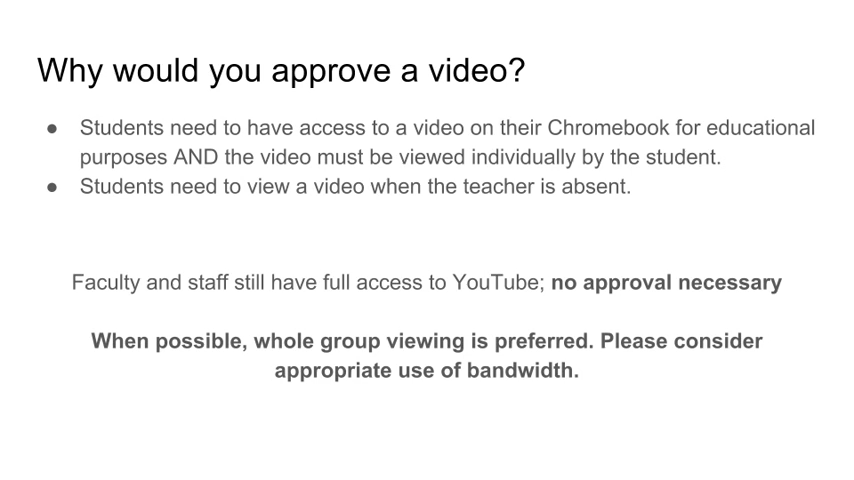 Why would you approve a video?
● Students need to have access to a video on their Chromebook for educational
purposes AND the video must be viewed individually by the student.
● Students need to view a video when the teacher is absent.
Faculty and staff still have full access to YouTube; no approval necessary
When possible, whole group viewing is preferred. Please consider
appropriate use of bandwidth.